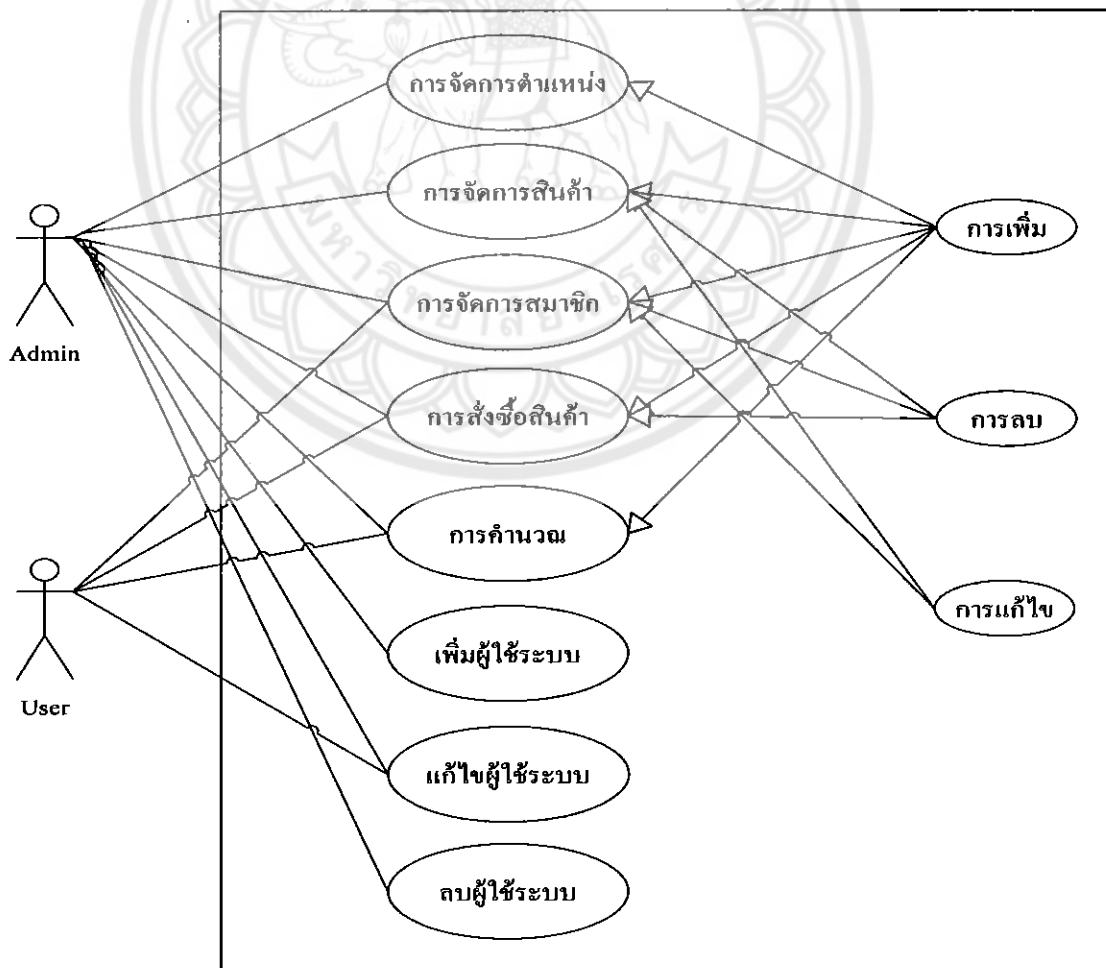 การจัดการตำแหน่ง
การจัดการสินค้า
การเพิ่ม
การจัดการสมาชิก
Admin
การสั่งซื้อสินค้า
การลบ
การคำนวณ
การแก้ไข
เพิ่มผู้ใช้ระบบ
User
แก้ไขผู้ใช้ระบบ
ลบผู้ใช้ระบบ